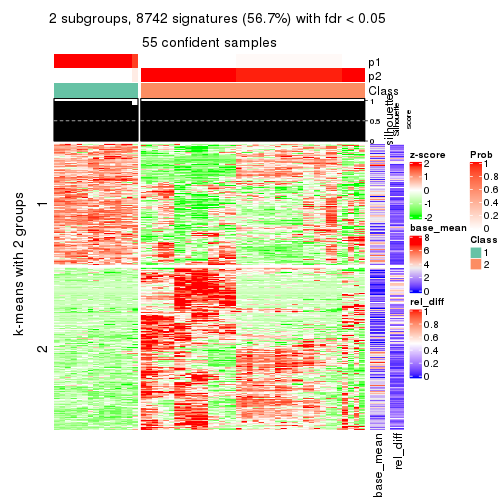 2 subgroups, 8742 signatures (56.7%) with fdr < 0.05
55 confident samples
p1
p2
Class
silhouette
Silhouette
score
1
0.5
0
k-means with 2 groups
1
2
base_mean
rel_diff
z-score
2
1
0
-1
-2
base_mean
8
6
4
2
0
rel_diff
1
0.8
0.6
0.4
0.2
0
Prob
1
0.8
0.6
0.4
0.2
0
Class
1
2